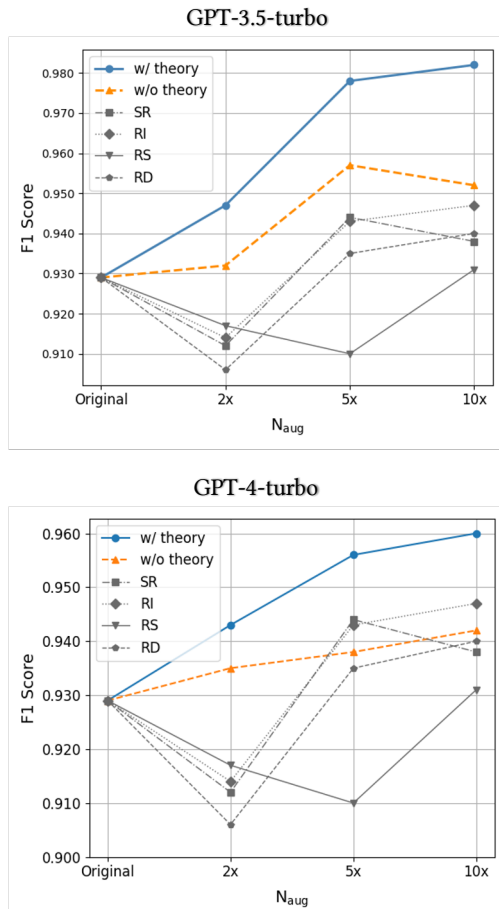 GPT-3.5-turbo
w/ theory
w/o theory
SR
RI
RS
RD
0.980
0.970
0.960
0.950
0.940
0.930
0.920
0.910
F1 Score
Original 2x 5x 10x
Naug
GPT-4-turbo
w/ theory
w/o theory
SR
RI
RS
RD
0.960
0.950
0.940
0.930
0.920
0.910
0.900
F1 Score
Original 2x 5x 10x
Naug